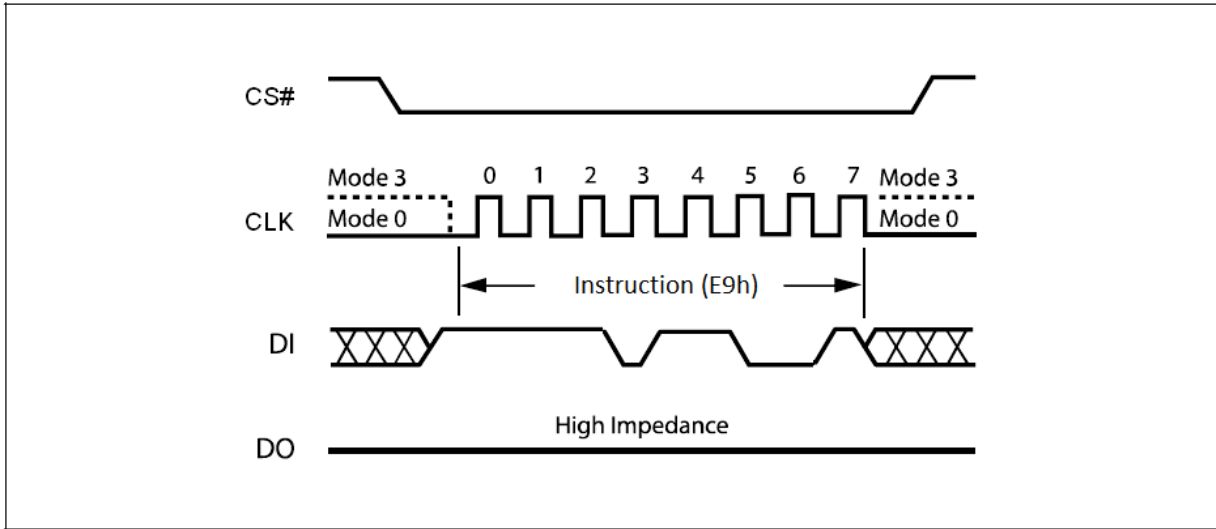 CS#
Mode 3 0 1 2 3 4 5 6 7 Mode 3
CLK Mode 0 Mode 0
Instruction (E9h)
DI
High Impedance
DO